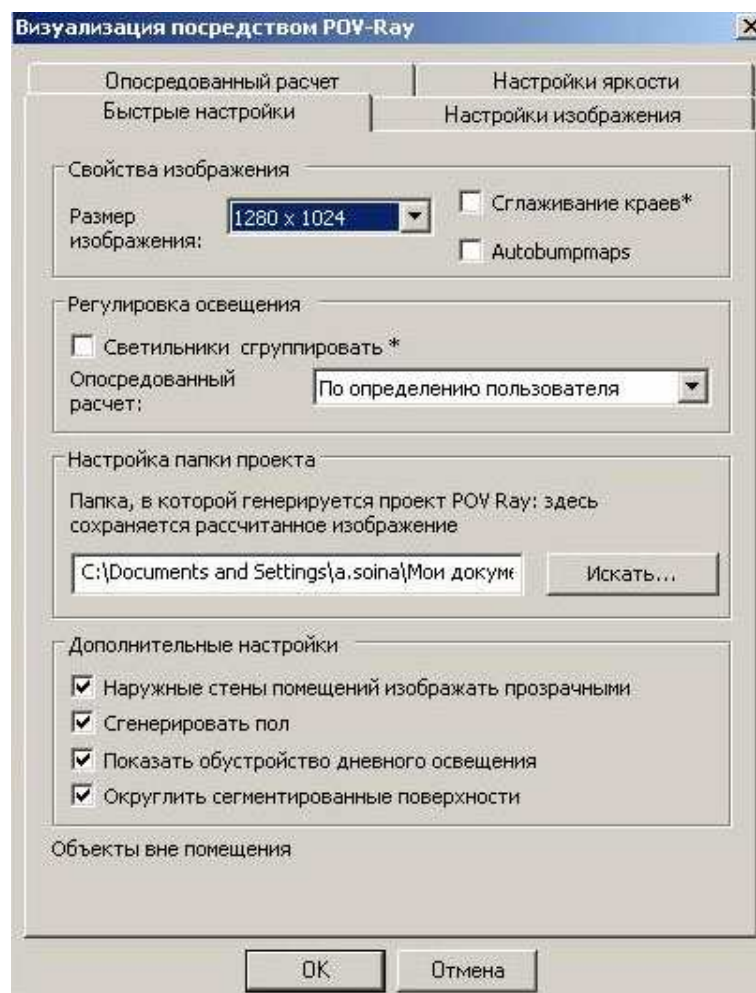 Визуализация посредством POV-Ray
Опосредованный расчет
Настройки яркости
Быстрые настройки
Настройки изображения
Свойства изображения
Размер
изображения:
1280 x 1024
Сглаживание краев*
Autobumpmaps
Регулировка освещения
Светильники сгруппировать *
Опосредованный
расчет:
По определению пользователя
Настройка папки проекта
Папка, в которой генерируется проект POV Ray: здесь
сохраняется рассчитанное изображение
C:\Documents and Settings\a.soina\Мои докуме
Искать...
Дополнительные настройки
Наружные стены помещений изображать прозрачными
Сгенерировать пол
Показать обустройство дневного освещения
Округлить сегментированные поверхности
Объекты вне помещения
OK
Отмена